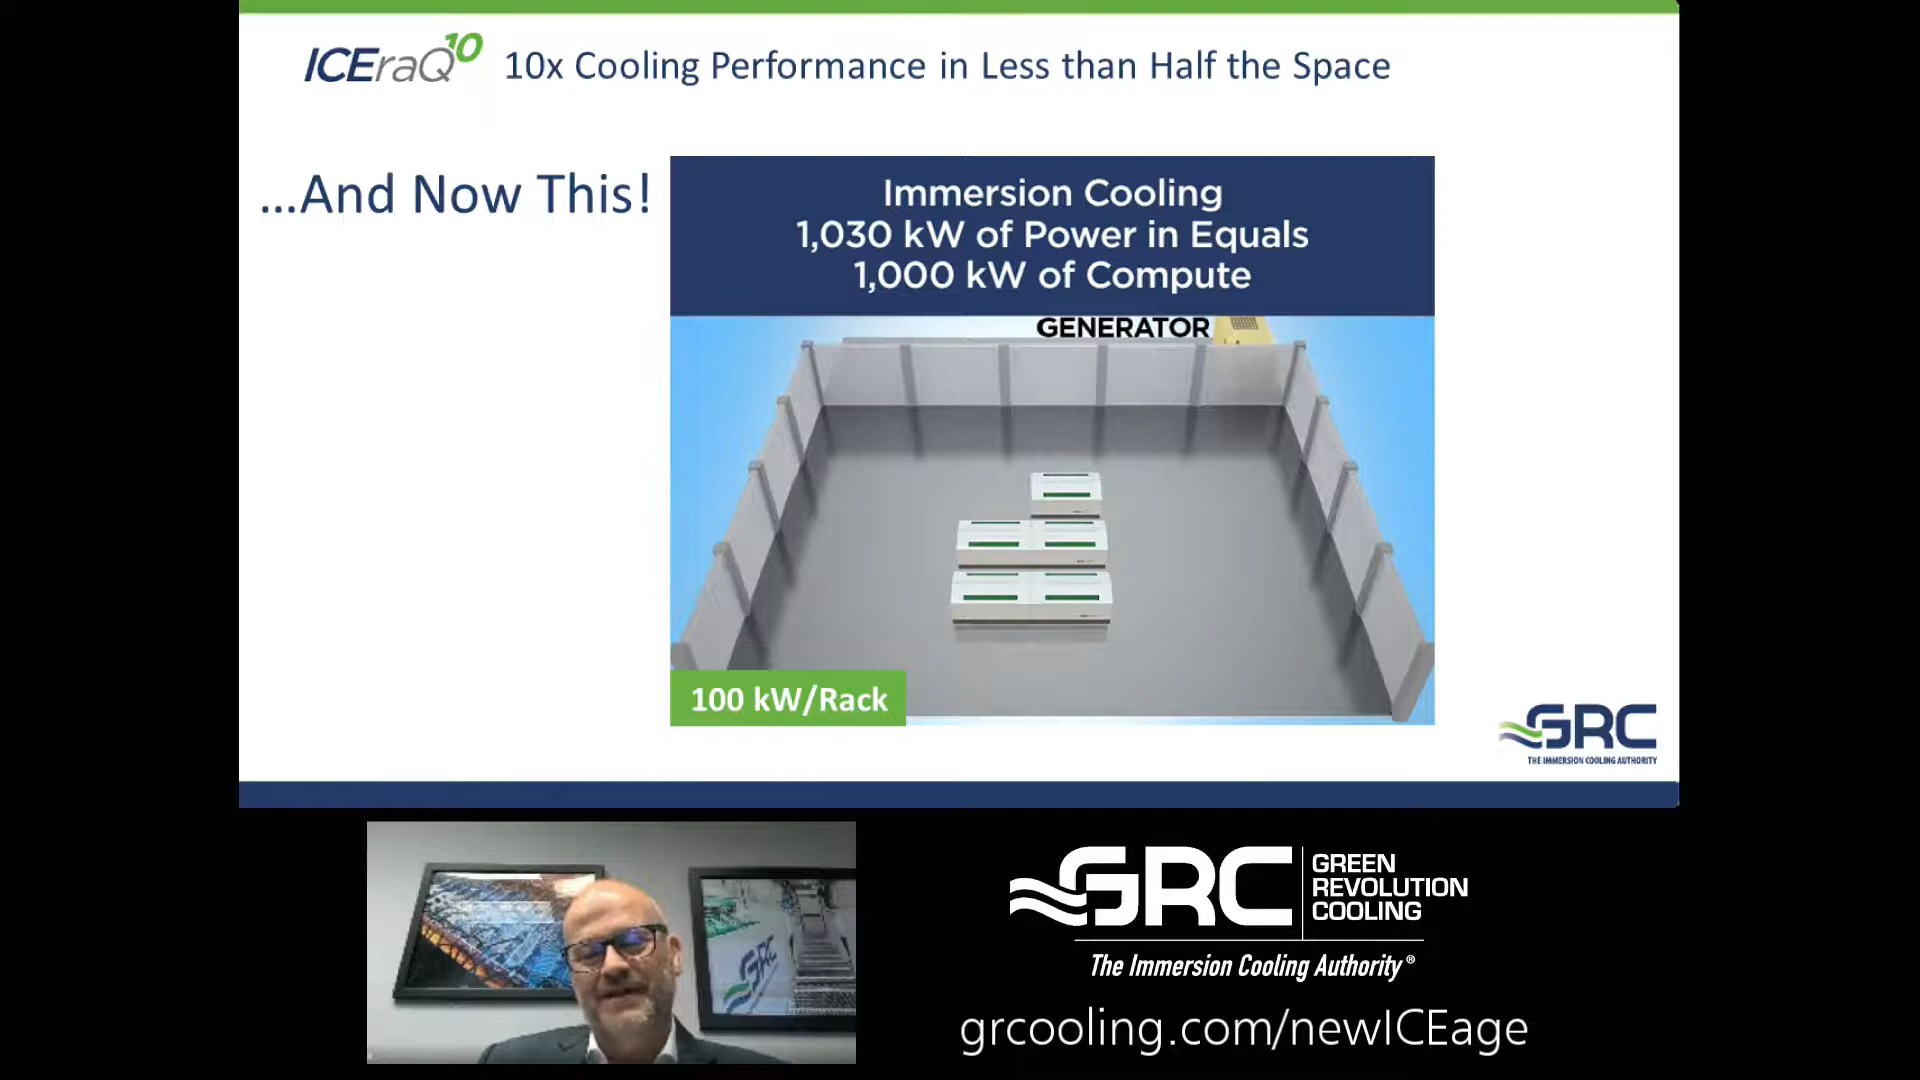 ICEraQ10
10x Cooling Performance in Less than Half the Space
...And Now This!
Immersion Cooling
1,030 kW of Power in Equals
1,000 kW of Compute
GENERATOR
100 kW/Rack
GRC
THE IMMERSION COOLING AUTHORITY
GRC
GRC
GREEN
REVOLUTION
COOLING
The Immersion Cooling Authority®
grcooling.com/newICEage